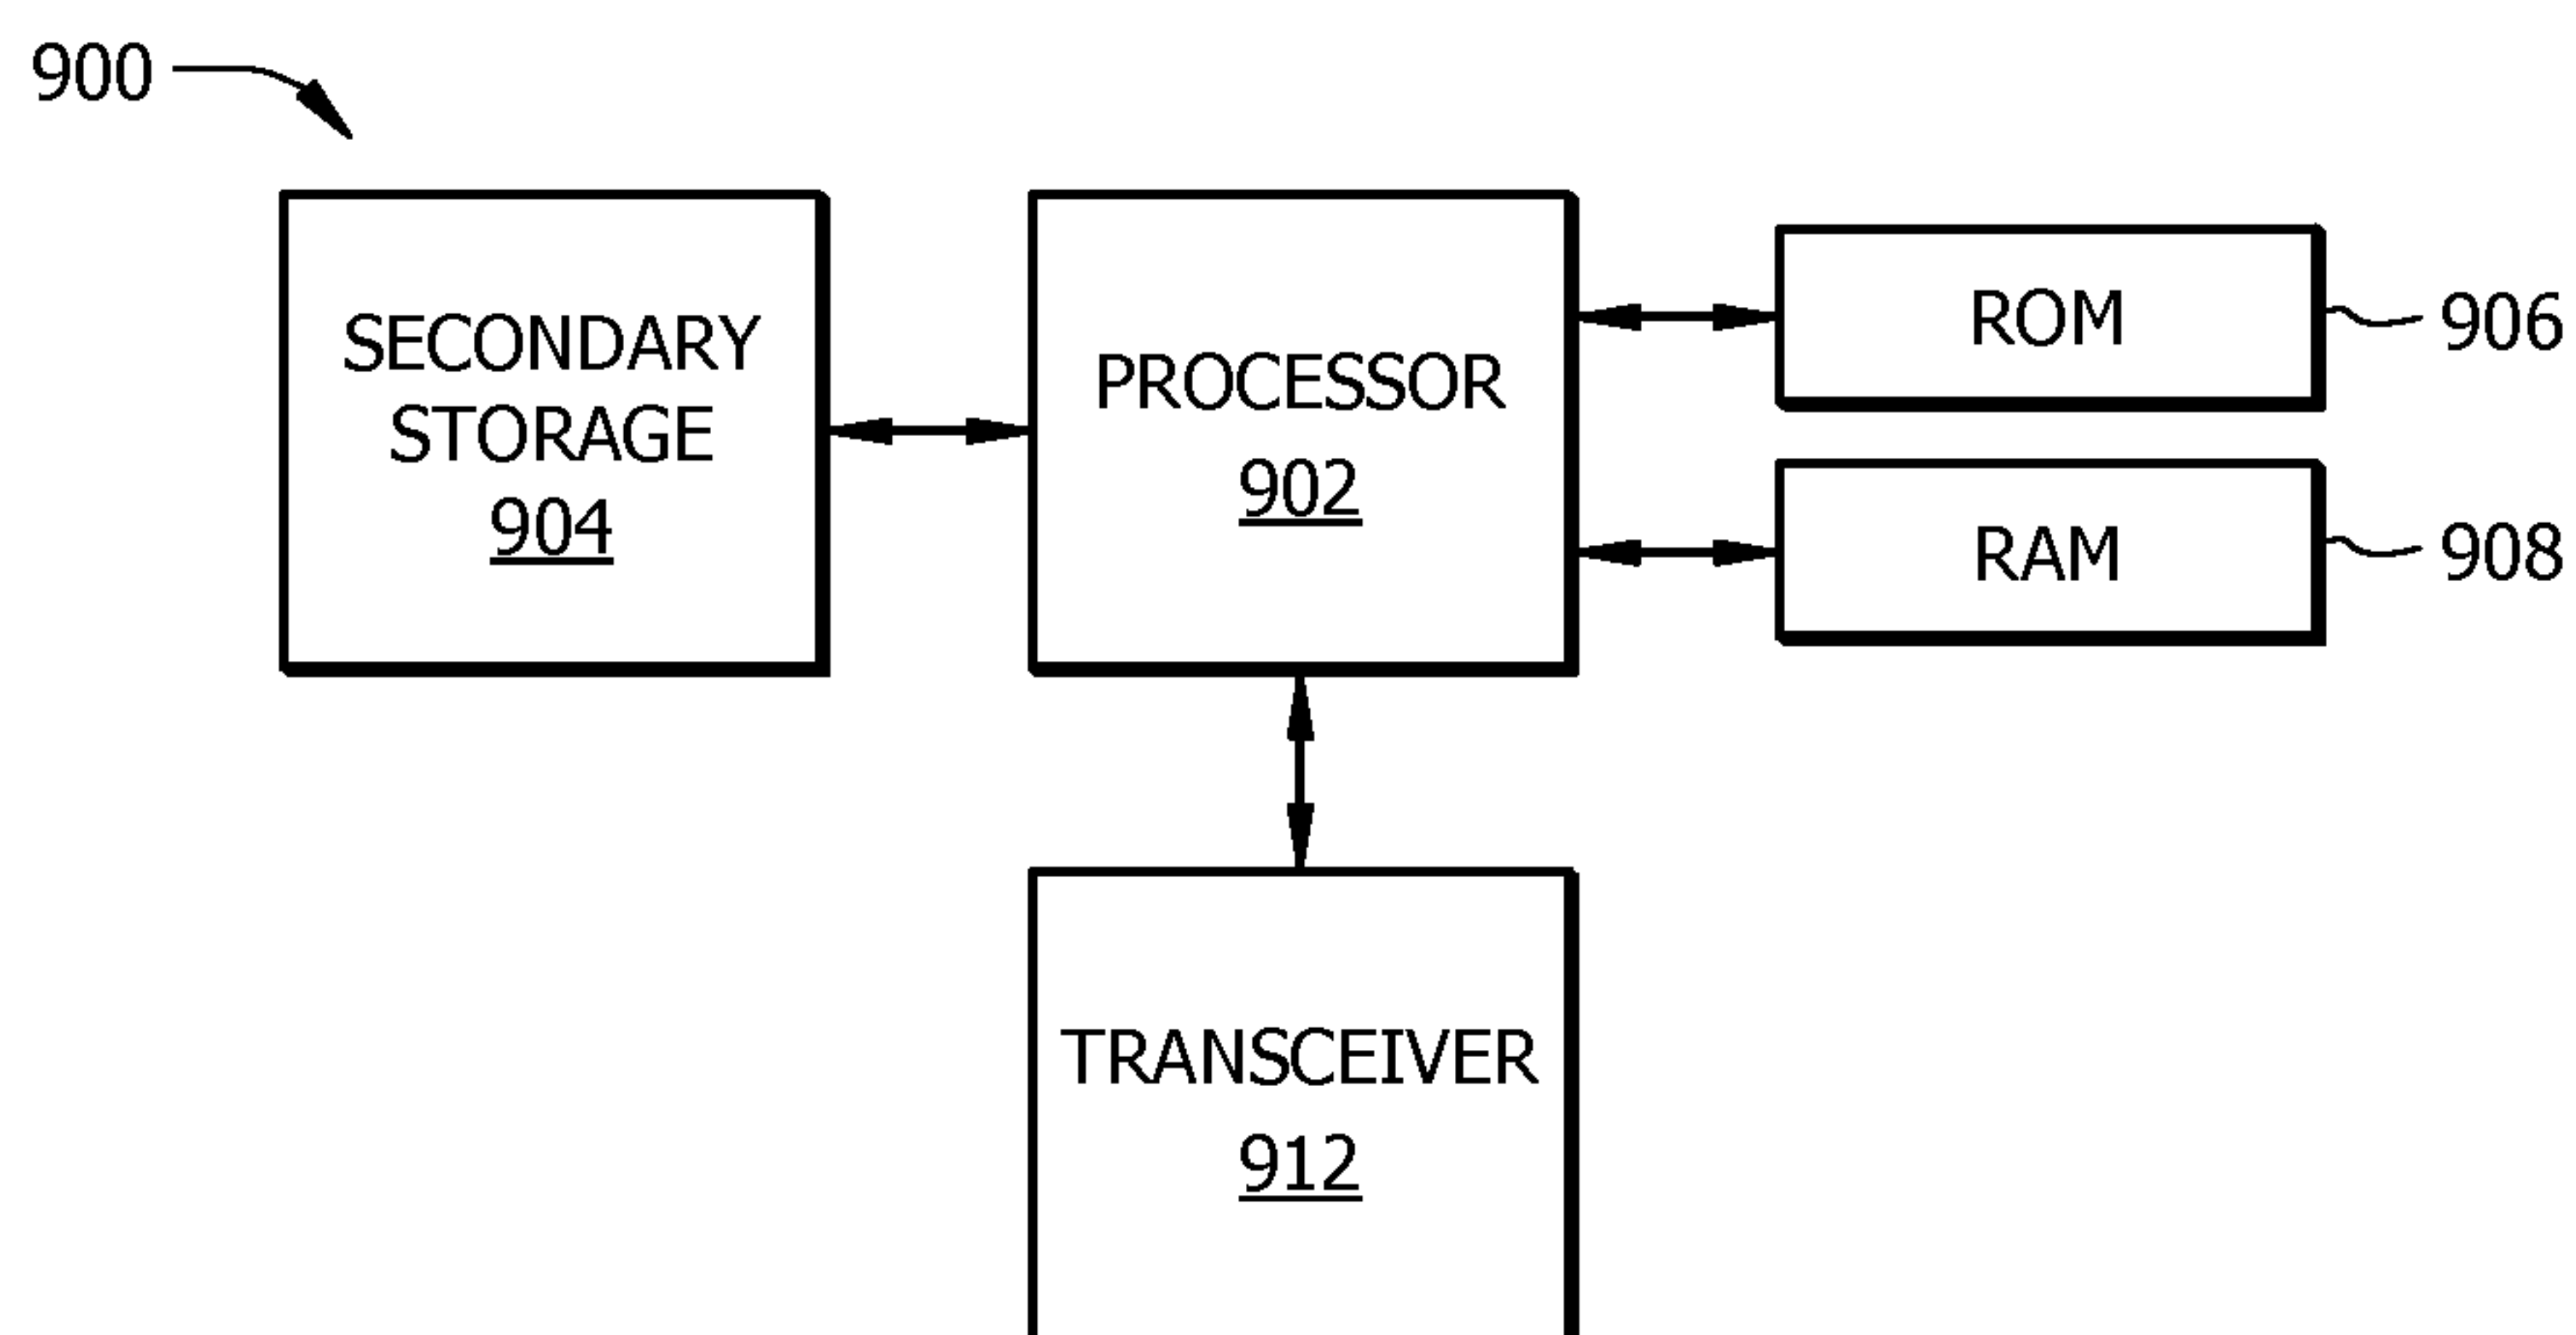 900
SECONDARY
STORAGE
904
PROCESSOR
902
ROM
906
RAM
908
TRANSCEIVER
912